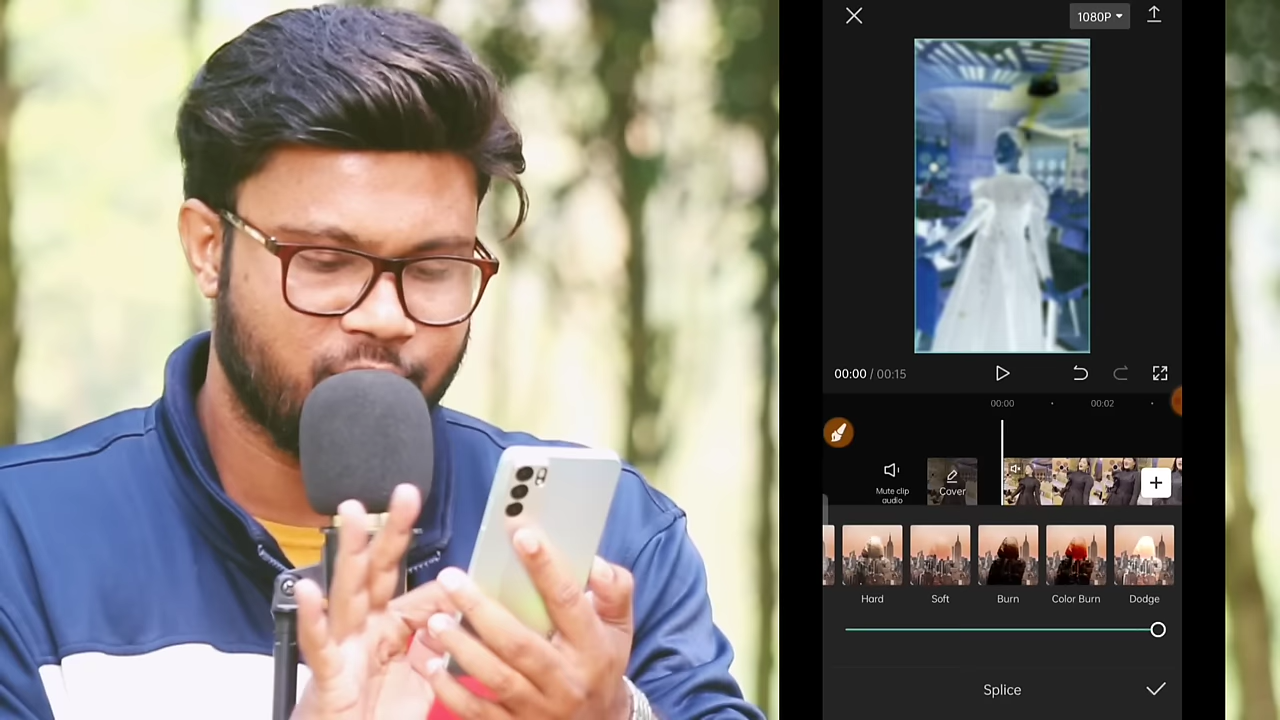 1080P
00:00 / 00:15
00:00
00:02
Mute clip
audio
Cover
Hard
Soft
Burn
Color Burn
Dodge
Splice